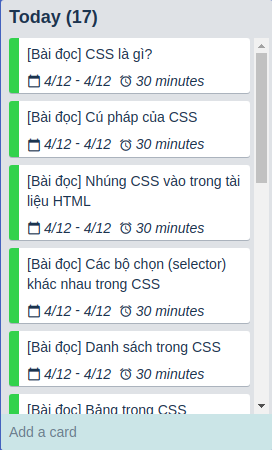 Today (17)
[Bài đọc] CSS là gì?
4/12 - 4/12 30 minutes
[Bài đọc] Cú pháp của CSS
4/12 - 4/12 30 minutes
[Bài đọc] Nhúng CSS vào trong tài
liệu HTML
4/12 - 4/12 30 minutes
[Bài đọc] Các bộ chọn (selector)
khác nhau trong CSS
4/12 - 4/12 30 minutes
[Bài đọc] Danh sách trong CSS
4/12 - 4/12 30 minutes
[Bài đọc] Bảng trong CSS
Add a card